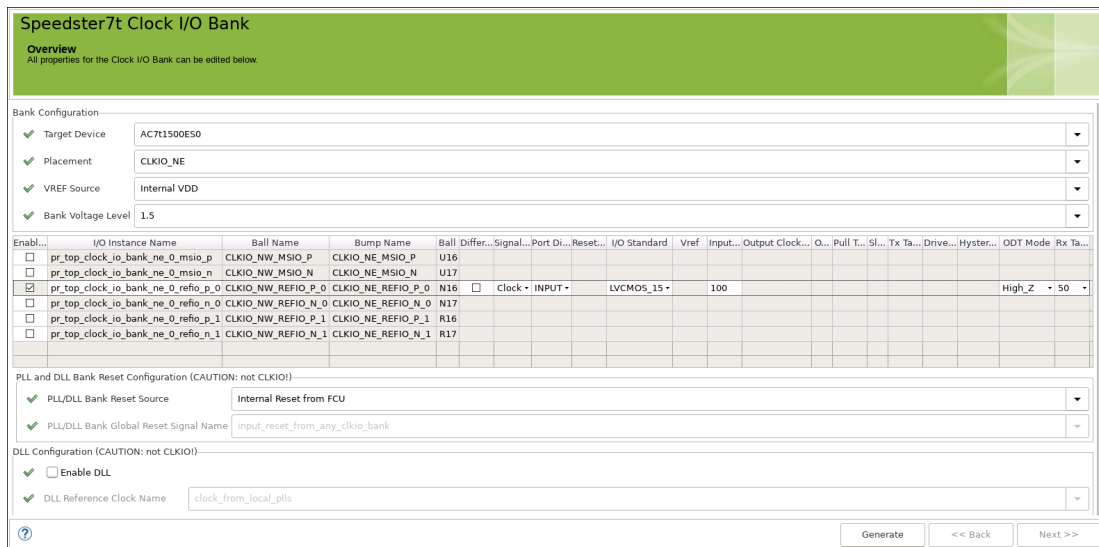 Speedster7t Clock I/O Bank
Overview
All properties for the Clock I/O Bank can be edited below.
Bank Configuration
Target Device AC7t1500ES0
Placement CLKIO_NE
VREF Source Internal VDD
Bank Voltage Level 1.5
Enabl... I/O Instance Name Ball Name Bump Name Ball Differ... Signal... Port Di... Reset... I/O Standard Vref Input... Output Clock... O... Pull T... Sl... Tx Ta... Drive... Hyster... ODT Mode Rx Ta...
pr_top_clock_io_bank_ne_0_msio_p CLKIO_NW_MSIO_P CLKIO_NE_MSIO_P U16
pr_top_clock_io_bank_ne_0_msio_n CLKIO_NW_MSIO_N CLKIO_NE_MSIO_N U17
pr_top_clock_io_bank_ne_0_refio_p_0 CLKIO_NW_REFIO_P_0 CLKIO_NE_REFIO_P_0 N16 Clock INPUT LVCMOS_15 100 High_Z 50
pr_top_clock_io_bank_ne_0_refio_n_0 CLKIO_NW_REFIO_N_0 CLKIO_NE_REFIO_N_0 N17
pr_top_clock_io_bank_ne_0_refio_p_1 CLKIO_NW_REFIO_P_1 CLKIO_NE_REFIO_P_1 R16
pr_top_clock_io_bank_ne_0_refio_n_1 CLKIO_NW_REFIO_N_1 CLKIO_NE_REFIO_N_1 R17
PLL and DLL Bank Reset Configuration (CAUTION: not CLKIO!)
PLL/DLL Bank Reset Source Internal Reset from FCU
PLL/DLL Bank Global Reset Signal Name input_reset_from_any_clkio_bank
DLL Configuration (CAUTION: not CLKIO!)
Enable DLL
DLL Reference Clock Name clock_from_local_plls
? Generate << Back Next >>